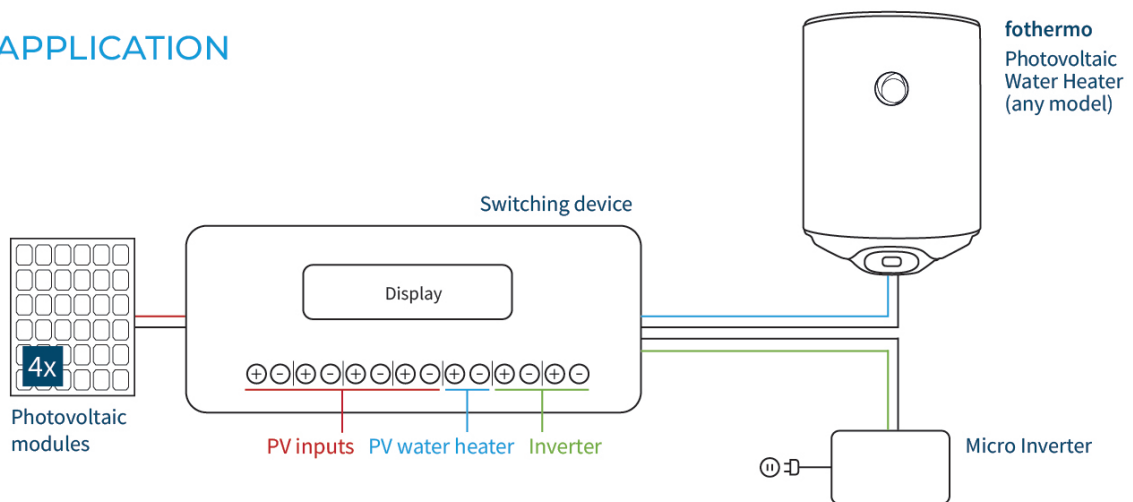 APPLICATION
fothermo
Photovoltaic
Water Heater
(any model)
Switching device
Display
4x
+ - + - + - + - + - + - + -
Photovoltaic
modules
PV inputs PV water heater Inverter
Micro Inverter